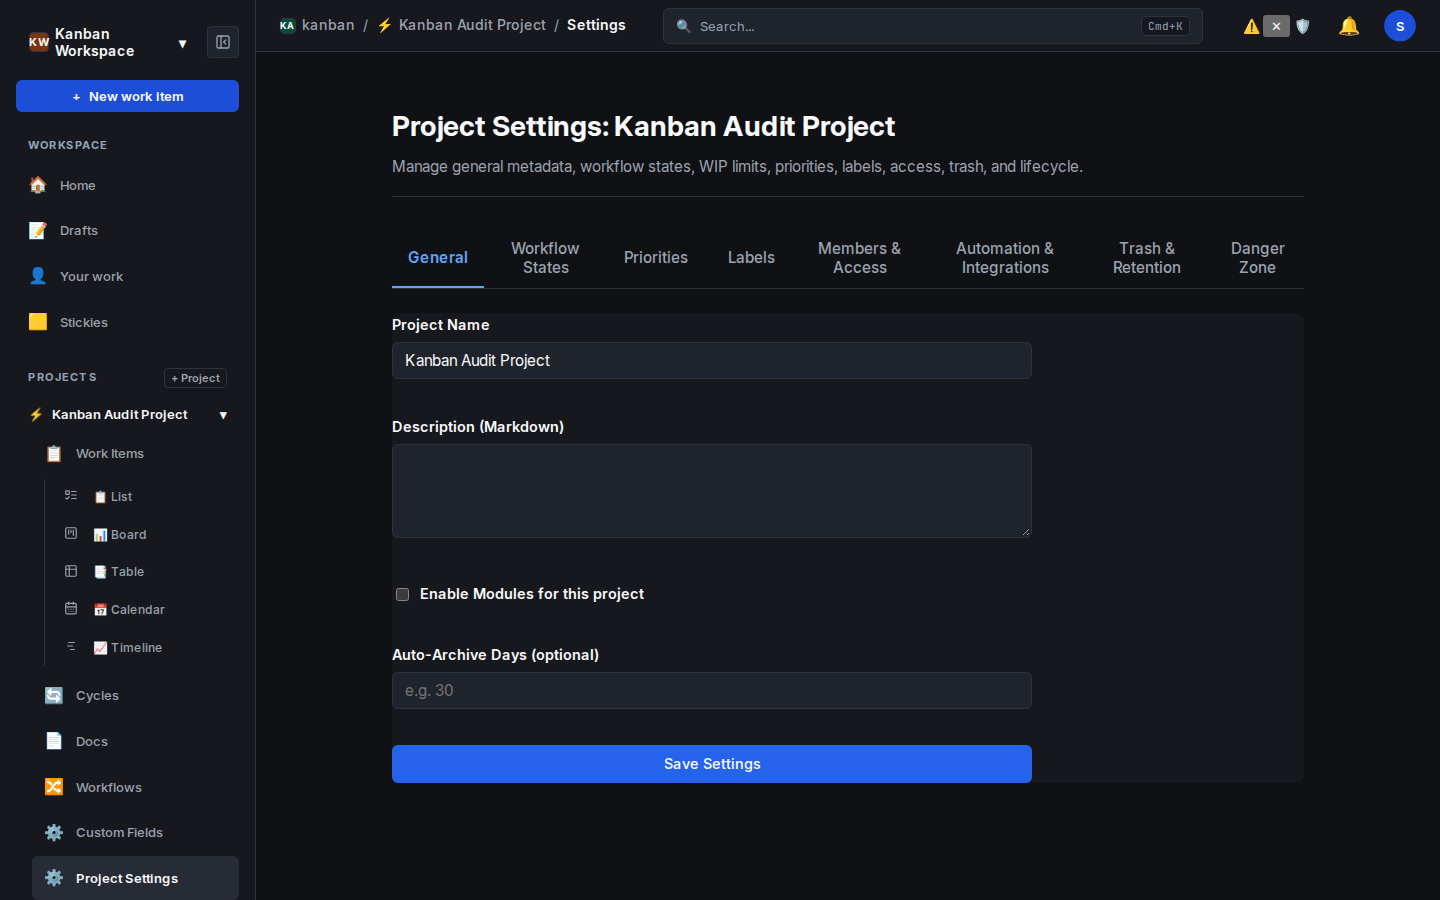 KW Kanban Workspace ▼
+ New work item
WORKSPACE
Home
Drafts
Your work
Stickies
PROJECTS
+ Project
Kanban Audit Project ▼
Work Items
List
Board
Table
Calendar
Timeline
Cycles
Docs
Workflows
Custom Fields
Project Settings
KA kanban / ⚡ Kanban Audit Project / Settings
Search...
Cmd+K
S
Project Settings: Kanban Audit Project
Manage general metadata, workflow states, WIP limits, priorities, labels, access, trash, and lifecycle.
General
Workflow States
Priorities
Labels
Members & Access
Automation & Integrations
Trash & Retention
Danger Zone
Project Name
Kanban Audit Project
Description (Markdown)
Enable Modules for this project
Auto-Archive Days (optional)
e.g. 30
Save Settings